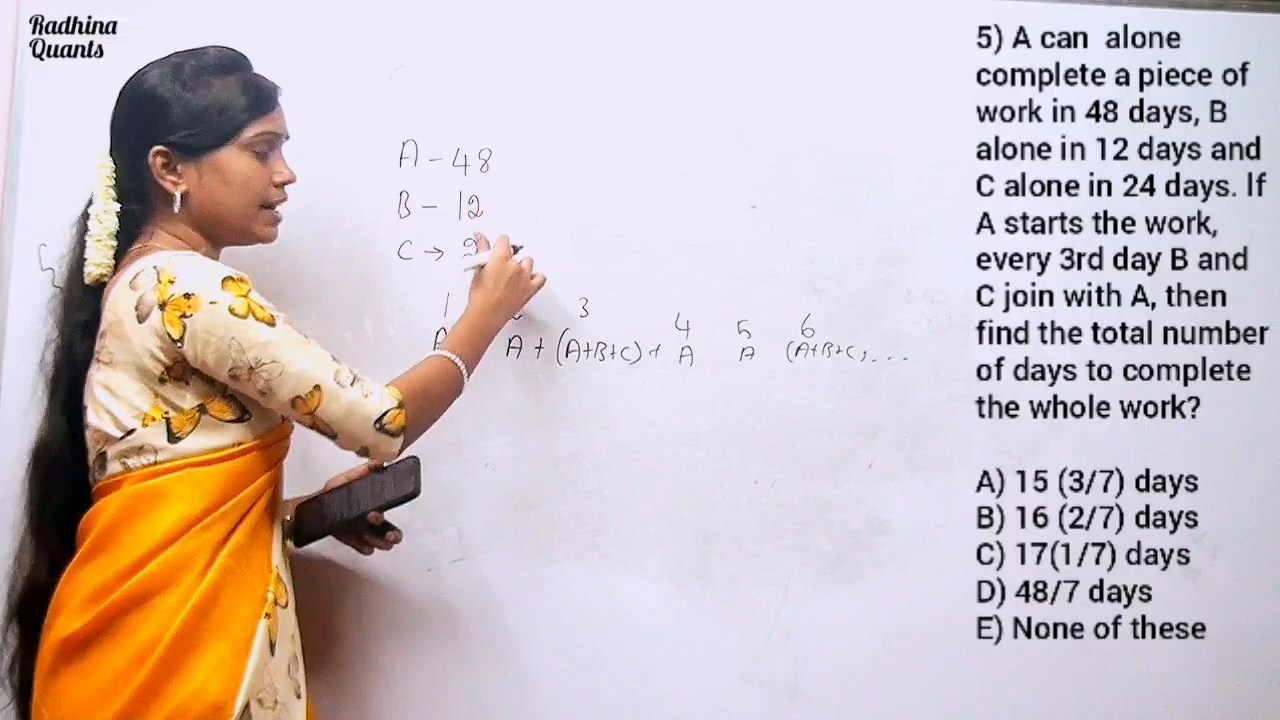 Radhina
Quants
A - 48
B - 12
C →
1 3 4 5 6
A + (A+B+C) + A A (A+B+C, ...
5) A can alone
complete a piece of
work in 48 days, B
alone in 12 days and
C alone in 24 days. If
A starts the work,
every 3rd day B and
C join with A, then
find the total number
of days to complete
the whole work?
A) 15 (3/7) days
B) 16 (2/7) days
C) 17(1/7) days
D) 48/7 days
E) None of these